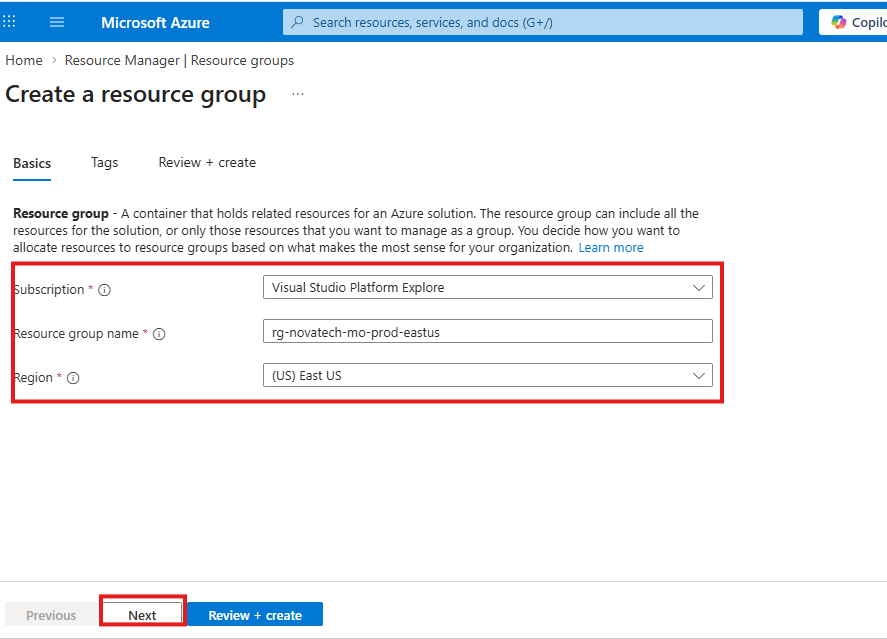 Microsoft Azure
Search resources, services, and docs (G+/)
Home > Resource Manager | Resource groups
Create a resource group ...
Basics Tags Review + create
Resource group - A container that holds related resources for an Azure solution. The resource group can include all the
resources for the solution, or only those resources that you want to manage as a group. You decide how you want to
allocate resources to resource groups based on what makes the most sense for your organization. Learn more
Subscription * Visual Studio Platform Explore
Resource group name * rg-novatech-mo-prod-eastus
Region * (US) East US
Previous Next Review + create